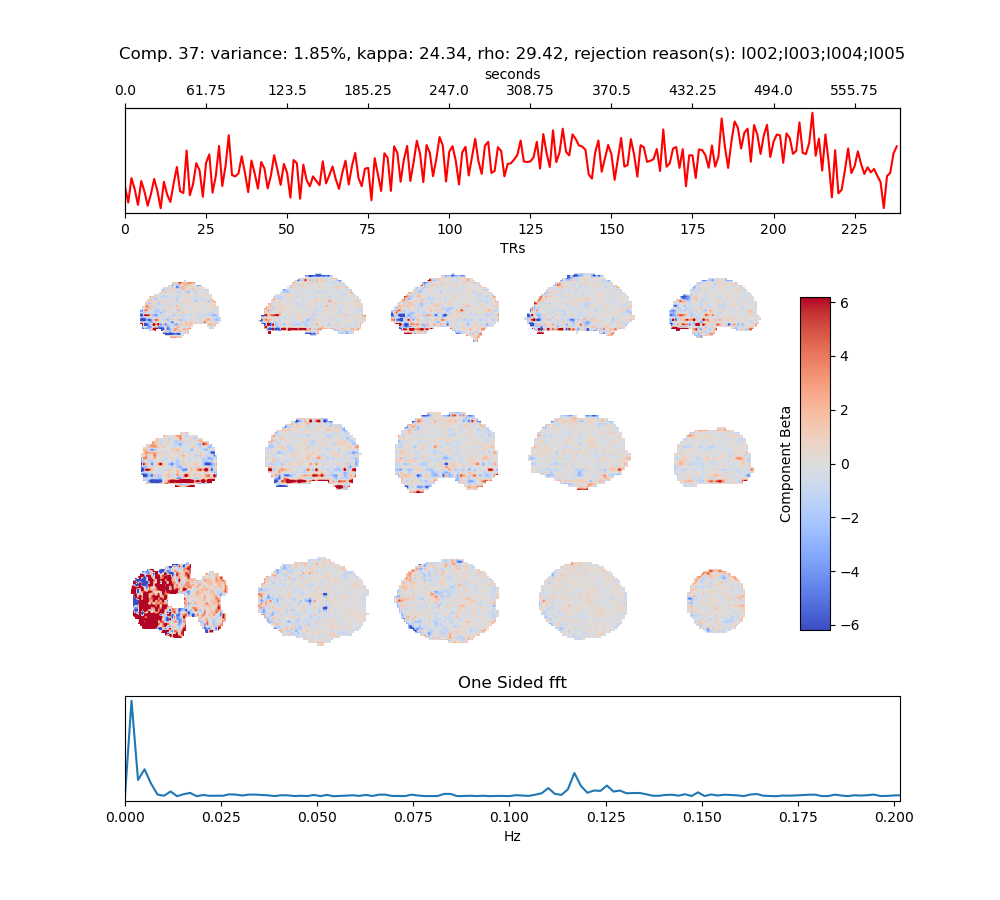 Comp. 37: variance: 1.85%, kappa: 24.34, rho: 29.42, rejection reason(s): I002;I003;I004;I005
seconds
0.0 61.75 123.5 185.25 247.0 308.75 370.5 432.25 494.0 555.75
0 25 50 75 100 125 150 175 200 225
TRs
6
4
2
0
−2
−4
−6
Component Beta
One Sided fft
0.000 0.025 0.050 0.075 0.100 0.125 0.150 0.175 0.200
Hz